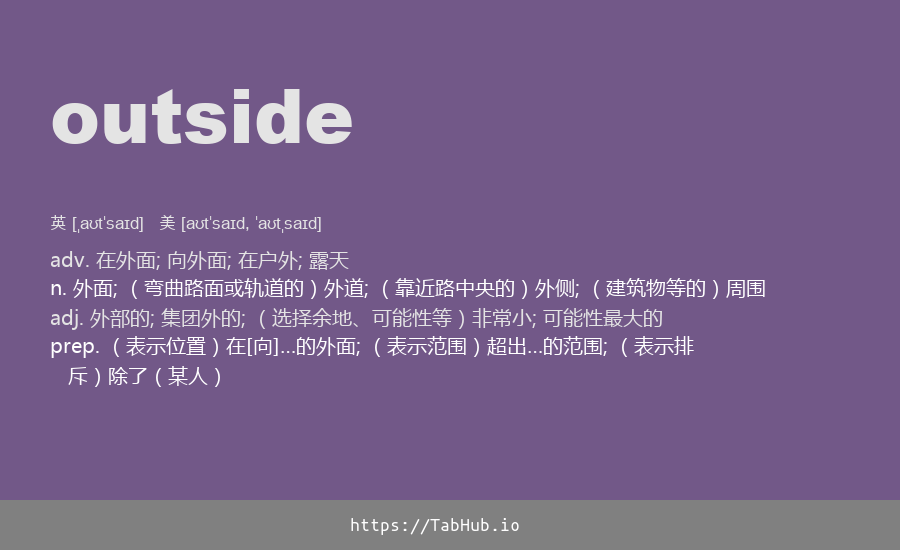 outside
英 [ˌaʊt'saɪd]   美 [aʊt'saɪd, 'aʊtˌsaɪd]
adv. 在外面; 向外面; 在户外; 露天
n. 外面; （弯曲路面或轨道的）外道; （靠近路中央的）外侧; （建筑物等的）周围
adj. 外部的; 集团外的; （选择余地、可能性等）非常小; 可能性最大的
prep. （表示位置）在[向]…的外面; （表示范围）超出…的范围; （表示排
斥）除了（某人）
https://TabHub.io